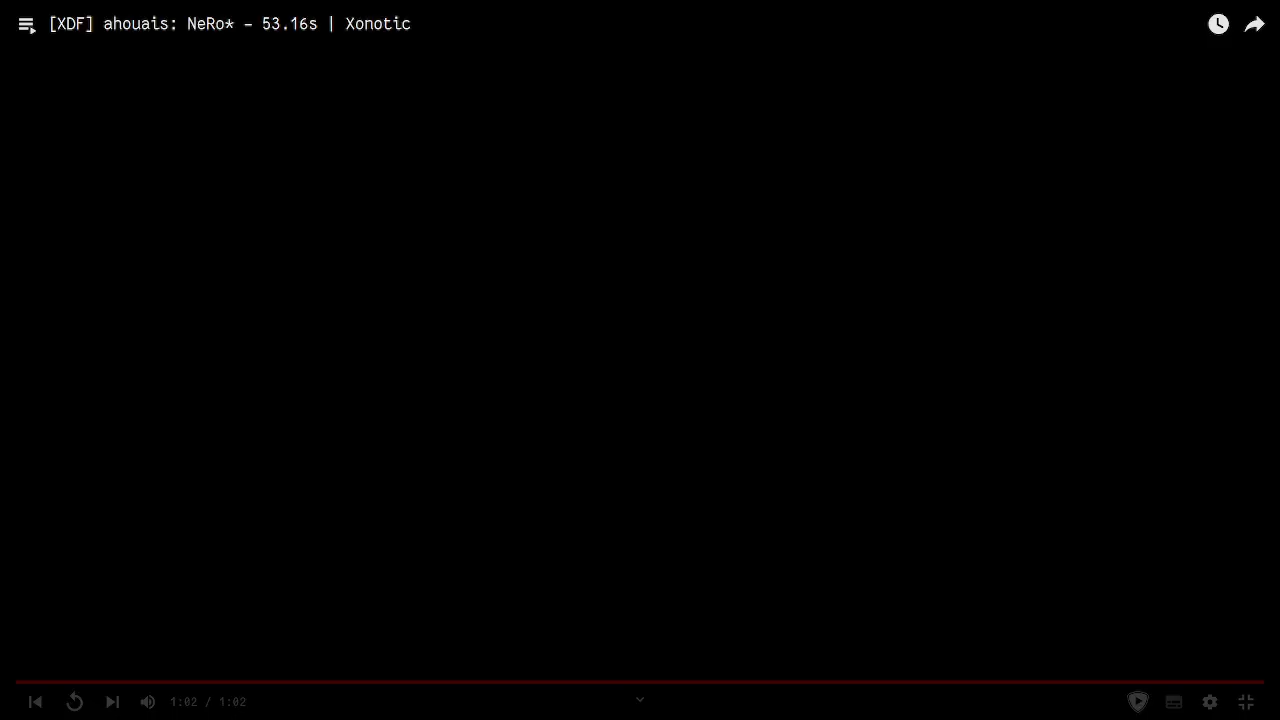 [XDF] ahouais: NeRo* – 53.16s | Xonotic
1:02 / 1:02